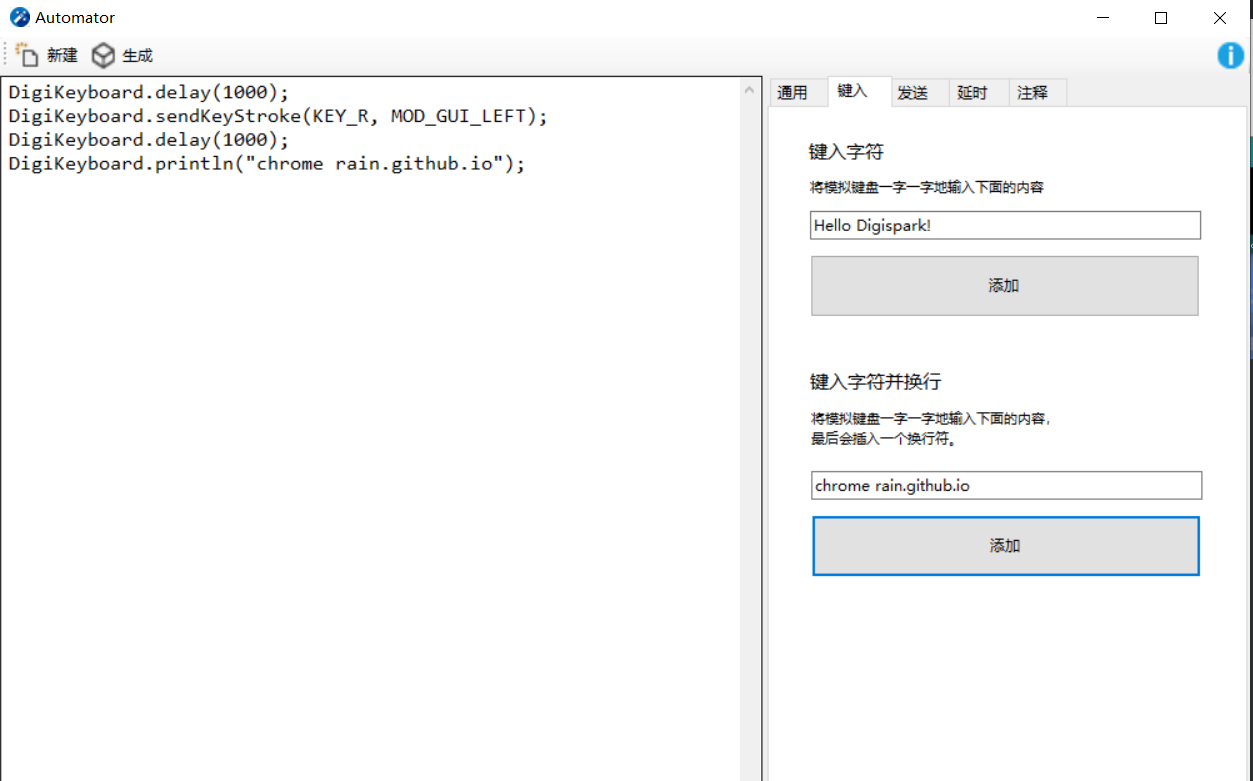 Automator
新建 生成
DigiKeyboard.delay(1000);
DigiKeyboard.sendKeyStroke(KEY_R, MOD_GUI_LEFT);
DigiKeyboard.delay(1000);
DigiKeyboard.println("chrome rain.github.io");
通用 键入 发送 延时 注释
键入字符
将模拟键盘一字一字地输入下面的内容
Hello Digispark!
添加
键入字符并换行
将模拟键盘一字一字地输入下面的内容，
最后会插入一个换行符。
chrome rain.github.io
添加